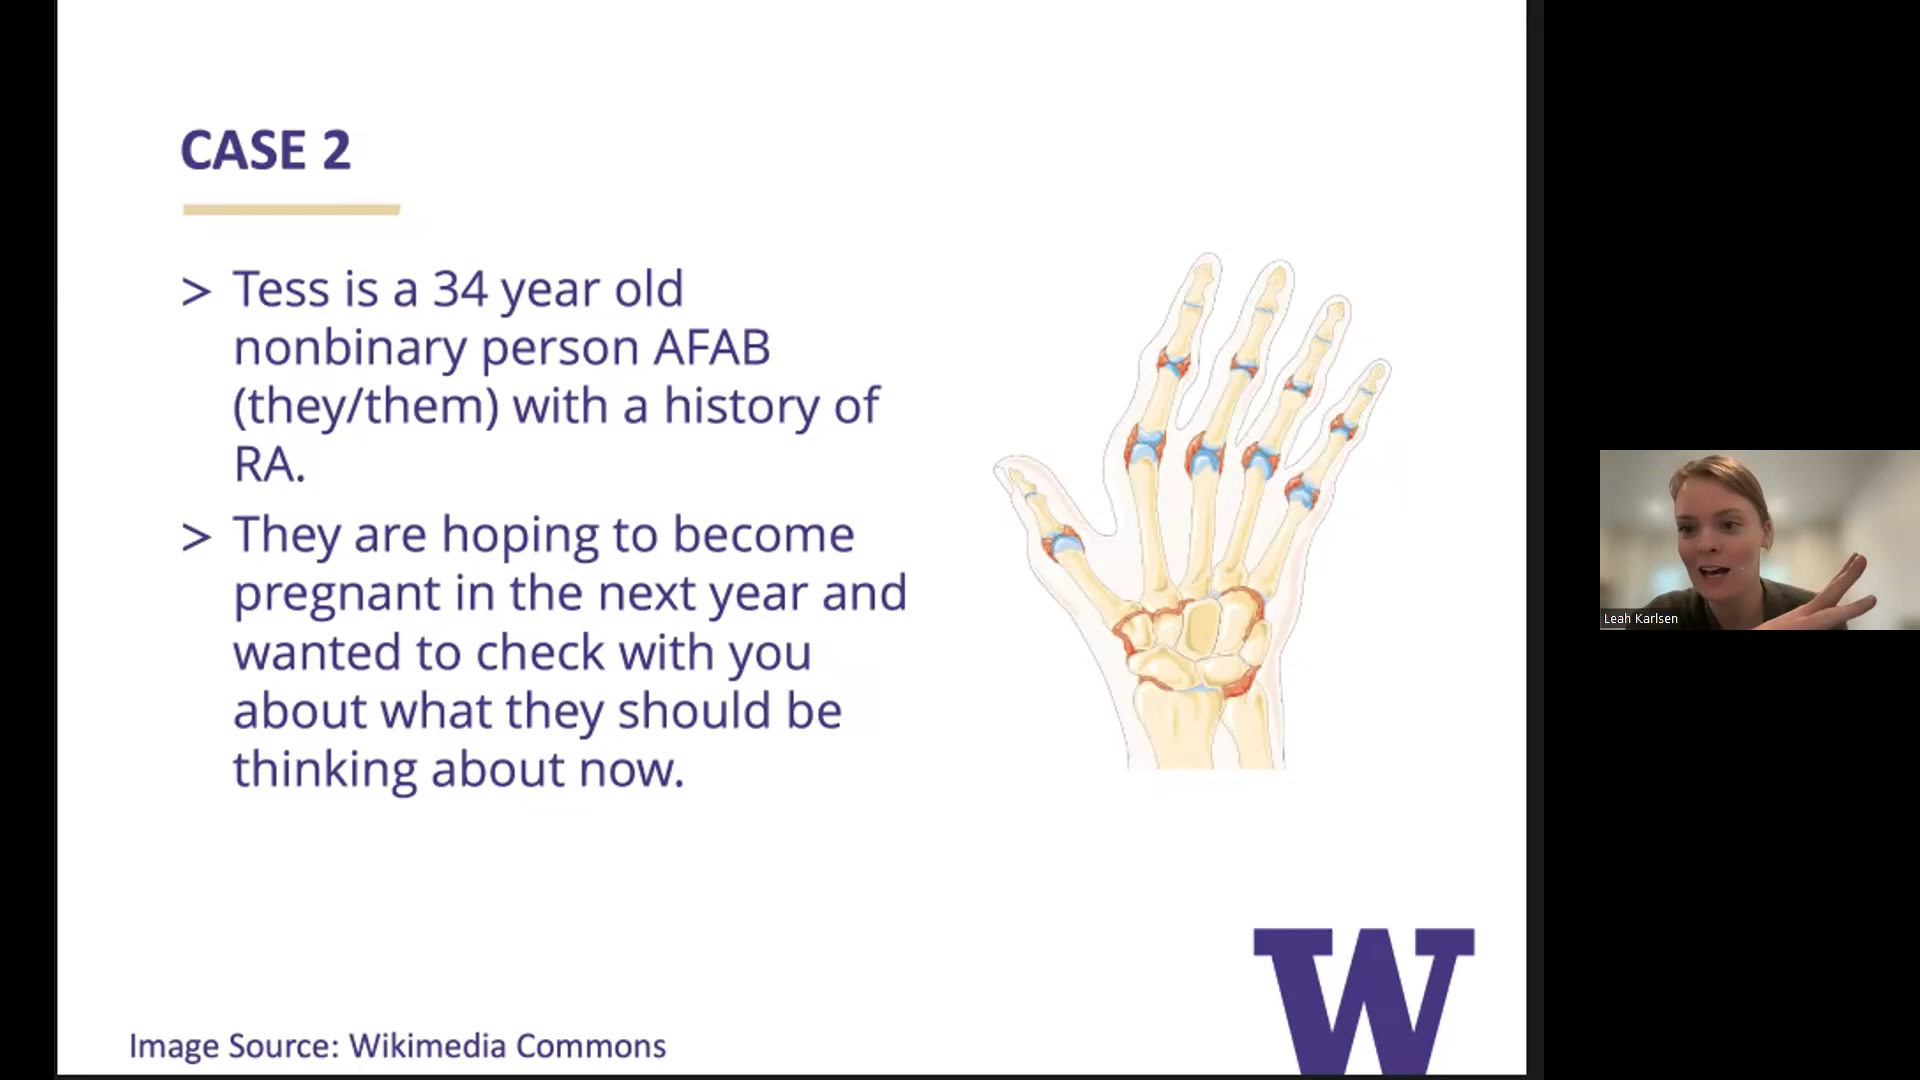 CASE 2
> Tess is a 34 year old
nonbinary person AFAB
(they/them) with a history of
RA.
> They are hoping to become
pregnant in the next year and
wanted to check with you
about what they should be
thinking about now.
Leah Karlsen
W
Image Source: Wikimedia Commons